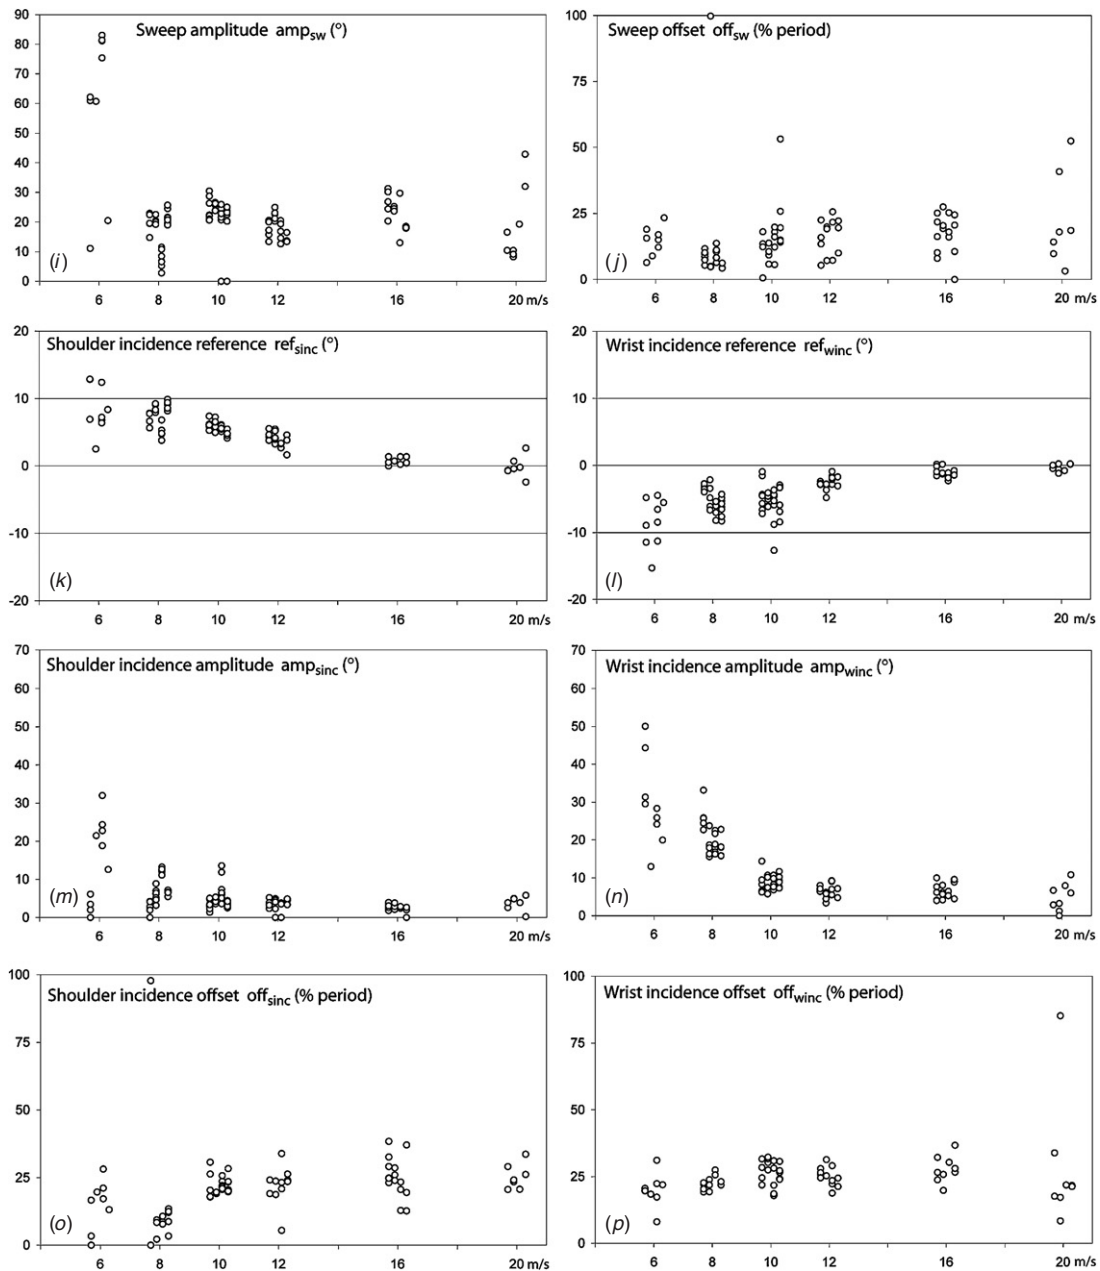 Sweep amplitude amp_sw (°)
90
80
70
60
50
40
30
20
10
0
(i)
6 8 10 12 16 20 m/s
Sweep offset off_sw (% period)
100
75
50
25
0
(j)
6 8 10 12 16 20 m/s
Shoulder incidence reference ref_sinc (°)
20
10
0
-10
-20
(k)
6 8 10 12 16 20 m/s
Wrist incidence reference ref_winc (°)
20
10
0
-10
-20
(l)
6 8 10 12 16 20 m/s
Shoulder incidence amplitude amp_sinc (°)
70
60
50
40
30
20
10
0
(m)
6 8 10 12 16 20 m/s
Wrist incidence amplitude amp_winc (°)
70
60
50
40
30
20
10
0
(n)
6 8 10 12 16 20 m/s
Shoulder incidence offset off_sinc (% period)
100
75
50
25
0
(o)
6 8 10 12 16 20 m/s
Wrist incidence offset off_winc (% period)
100
75
50
25
0
(p)
6 8 10 12 16 20 m/s